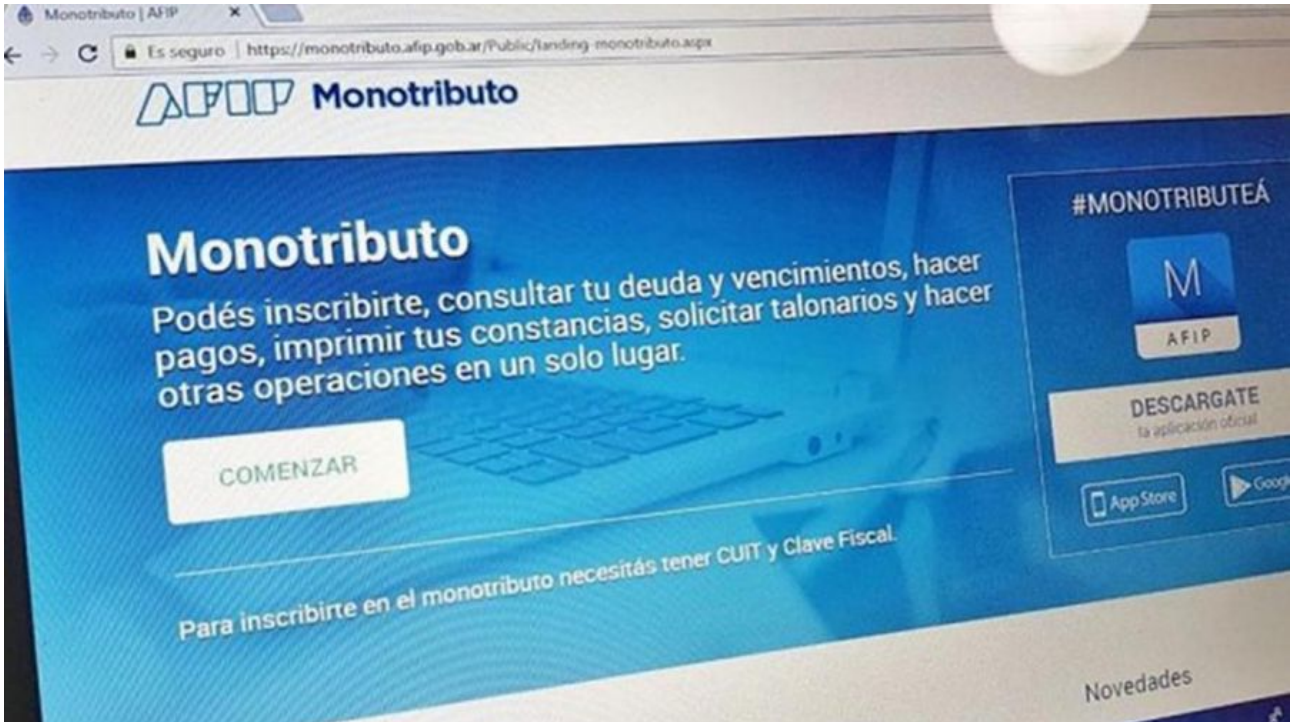 Monotributo | AFIP
Es seguro | https://monotributo.afip.gob.ar/Public/landing-monotributo.aspx
AFIP Monotributo
Monotributo
Podés inscribirte, consultar tu deuda y vencimientos, hacer
pagos, imprimir tus constancias, solicitar talonarios y hacer
otras operaciones en un solo lugar.
COMENZAR
Para inscribirte en el monotributo necesitás tener CUIT y Clave Fiscal.
#MONOTRIBUTEÁ
M
AFIP
DESCARGATE
la aplicación oficial
App Store
Google
Novedades